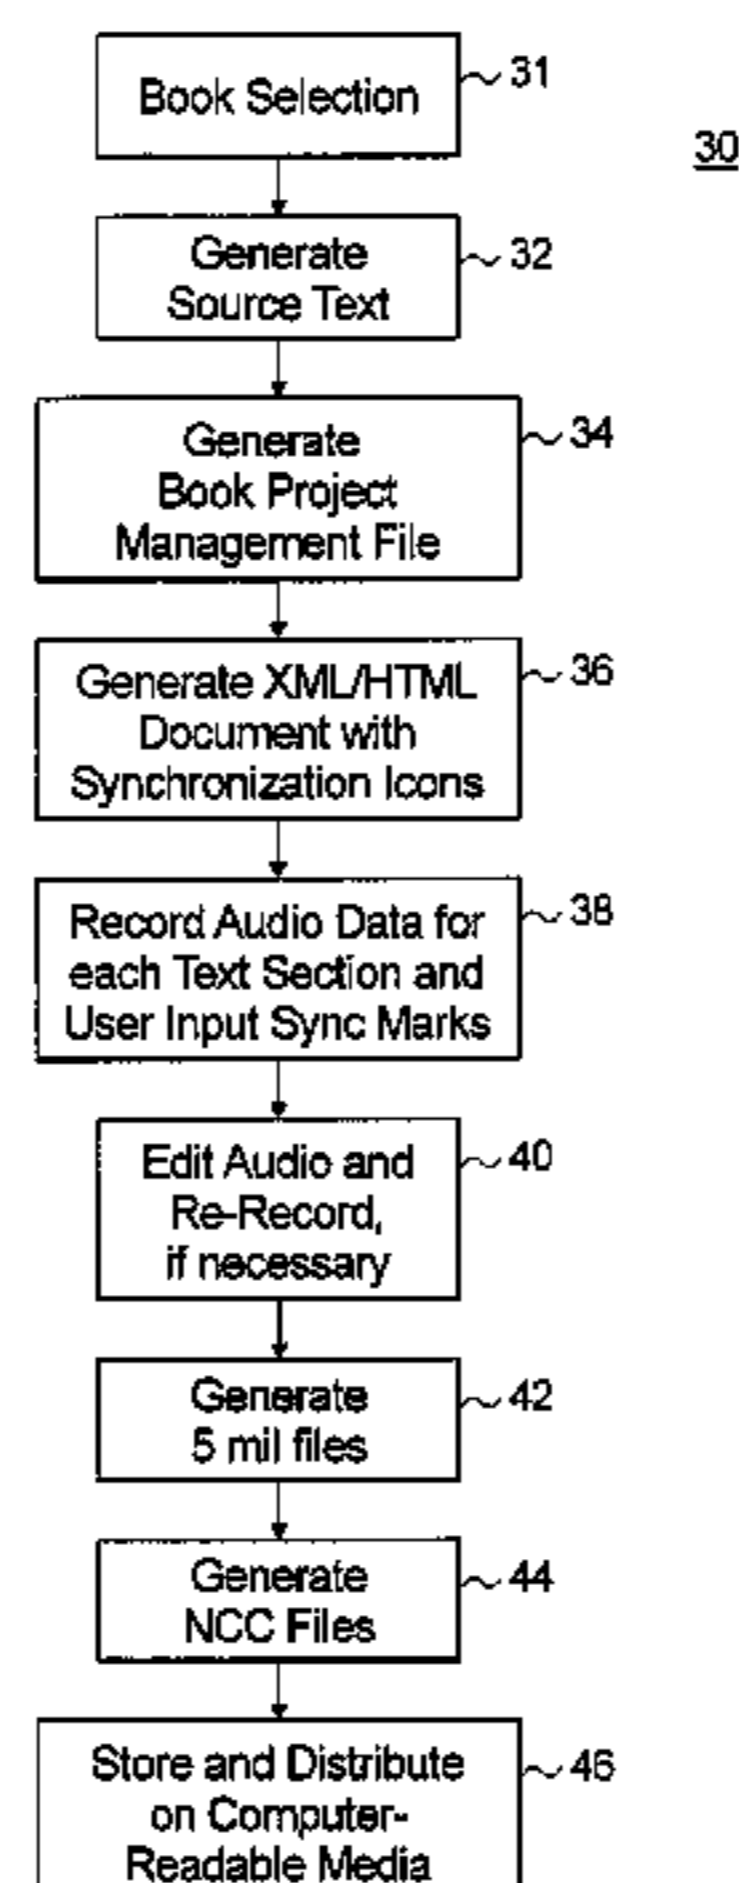 Book Selection
31
30
Generate
Source Text
32
Generate
Book Project
Management File
34
Generate XML/HTML
Document with
Synchronization Icons
36
Record Audio Data for
each Text Section and
User Input Sync Marks
38
Edit Audio and
Re-Record,
if necessary
40
Generate
5 mil files
42
Generate
NCC Files
44
Store and Distribute
on Computer-
Readable Media
46